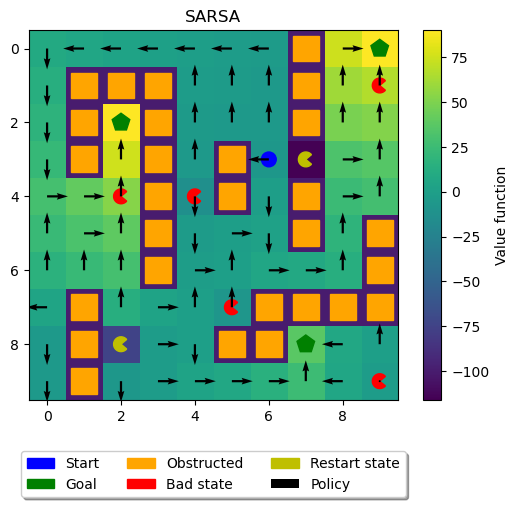 SARSA
0
2
4
6
8
0
2
4
6
8
75
50
25
0
−25
−50
−75
−100
Value function
Start
Obstructed
Restart state
Goal
Bad state
Policy